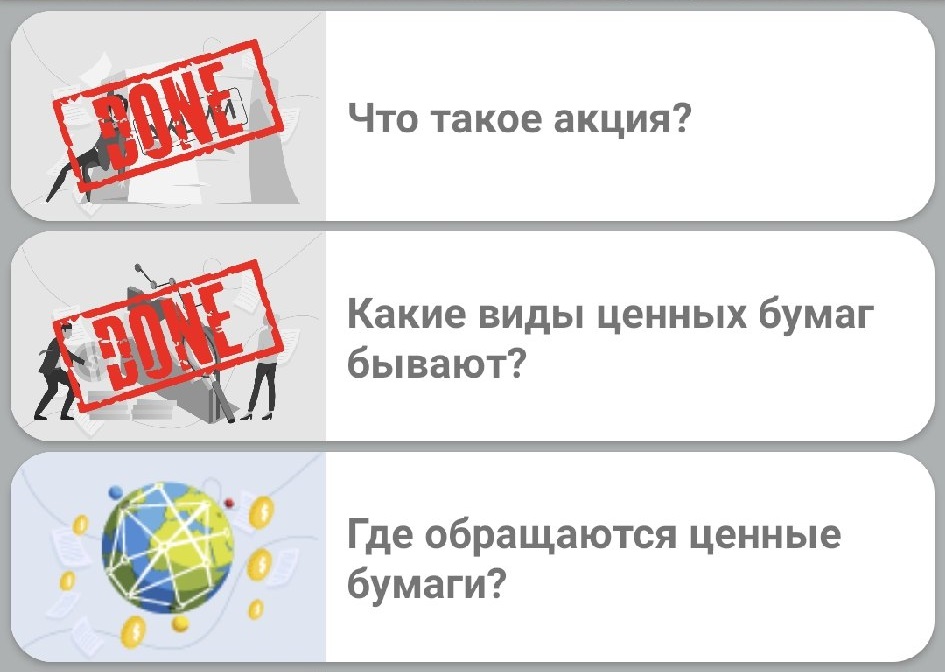 DONE
Что такое акция?
DONE
Какие виды ценных бумаг
бывают?
Где обращаются ценные
бумаги?